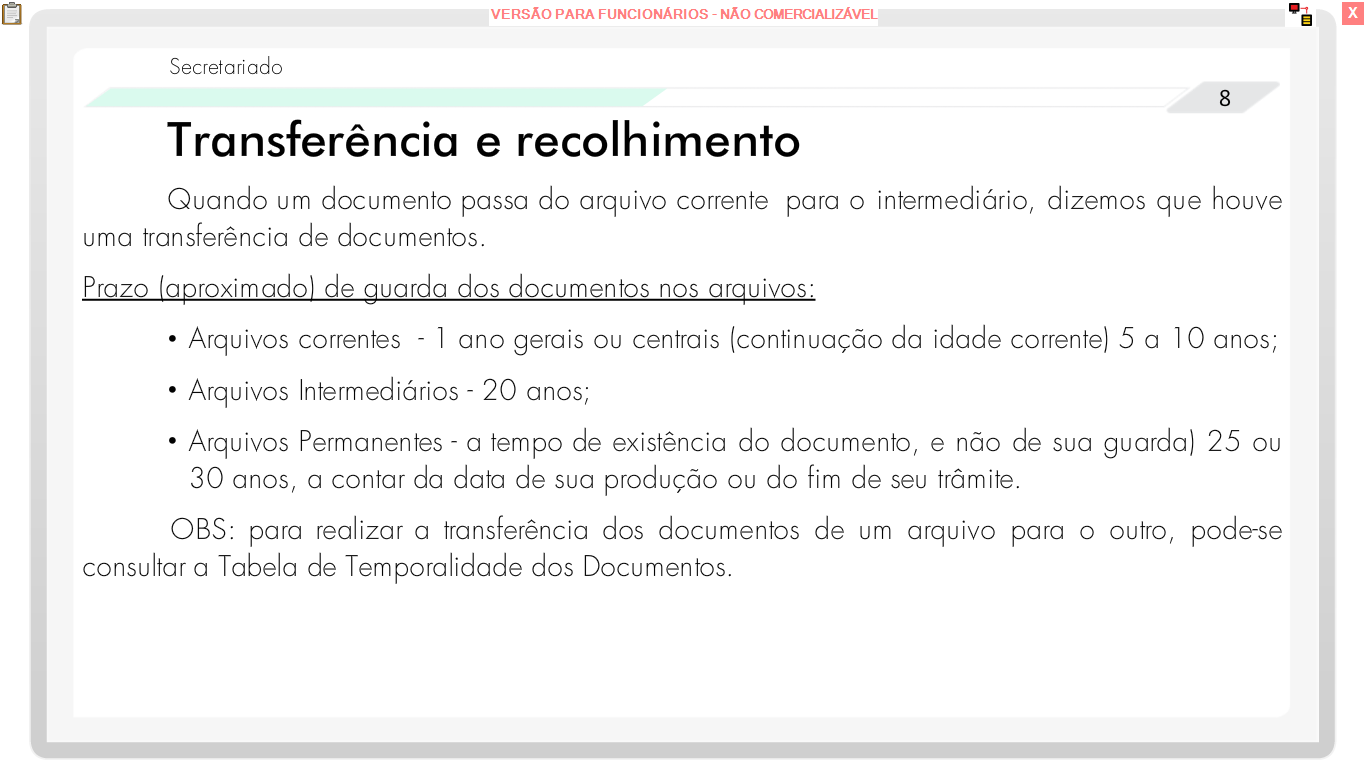 VERSÃO PARA FUNCIONÁRIOS - NÃO COMERCIALIZÁVEL
X
Secretariado
8
Transferência e recolhimento
Quando um documento passa do arquivo corrente para o intermediário, dizemos que houve
uma transferência de documentos.
Prazo (aproximado) de guarda dos documentos nos arquivos:
• Arquivos correntes - 1 ano gerais ou centrais (continuação da idade corrente) 5 a 10 anos;
• Arquivos Intermediários - 20 anos;
• Arquivos Permanentes - a tempo de existência do documento, e não de sua guarda) 25 ou
30 anos, a contar da data de sua produção ou do fim de seu trâmite.
OBS: para realizar a transferência dos documentos de um arquivo para o outro, pode-se
consultar a Tabela de Temporalidade dos Documentos.